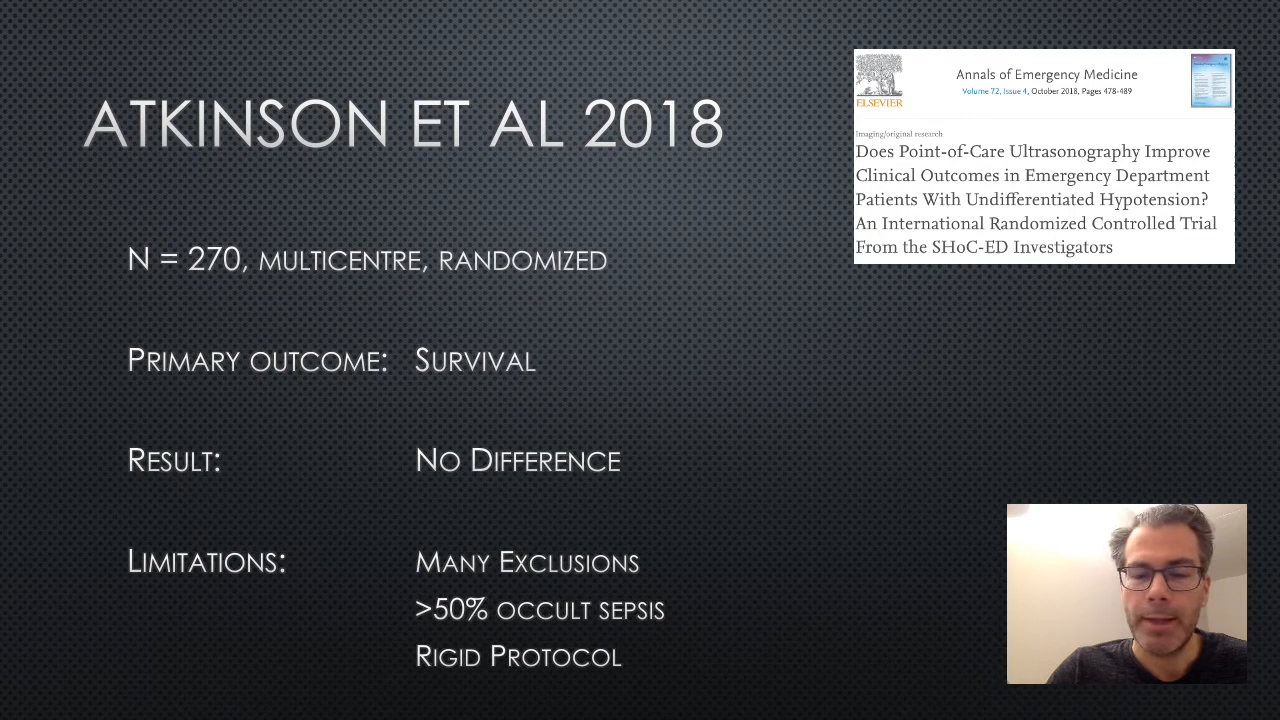 ATKINSON ET AL 2018
N = 270, MULTICENTRE, RANDOMIZED
PRIMARY OUTCOME: SURVIVAL
RESULT: NO DIFFERENCE
LIMITATIONS: MANY EXCLUSIONS
>50% OCCULT SEPSIS
RIGID PROTOCOL
ELSEVIER
Annals of Emergency Medicine
Volume 72, Issue 4, October 2018, Pages 478-489
Imaging/original research
Does Point-of-Care Ultrasonography Improve
Clinical Outcomes in Emergency Department
Patients With Undifferentiated Hypotension?
An International Randomized Controlled Trial
From the SHoC-ED Investigators